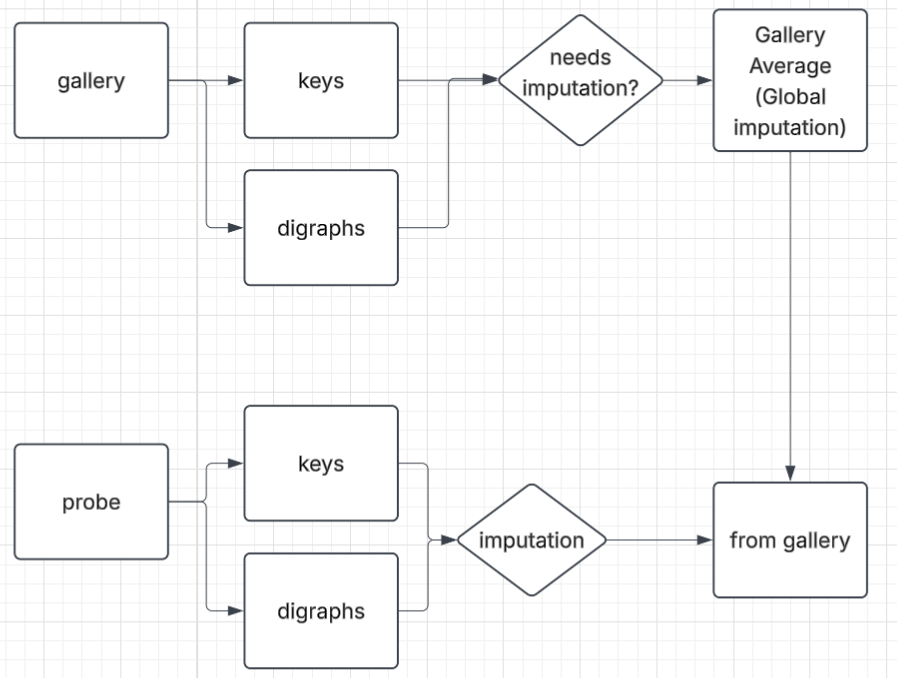 gallery
keys
needs
imputation?
Gallery
Average
(Global
imputation)
digraphs
probe
keys
digraphs
imputation
from gallery